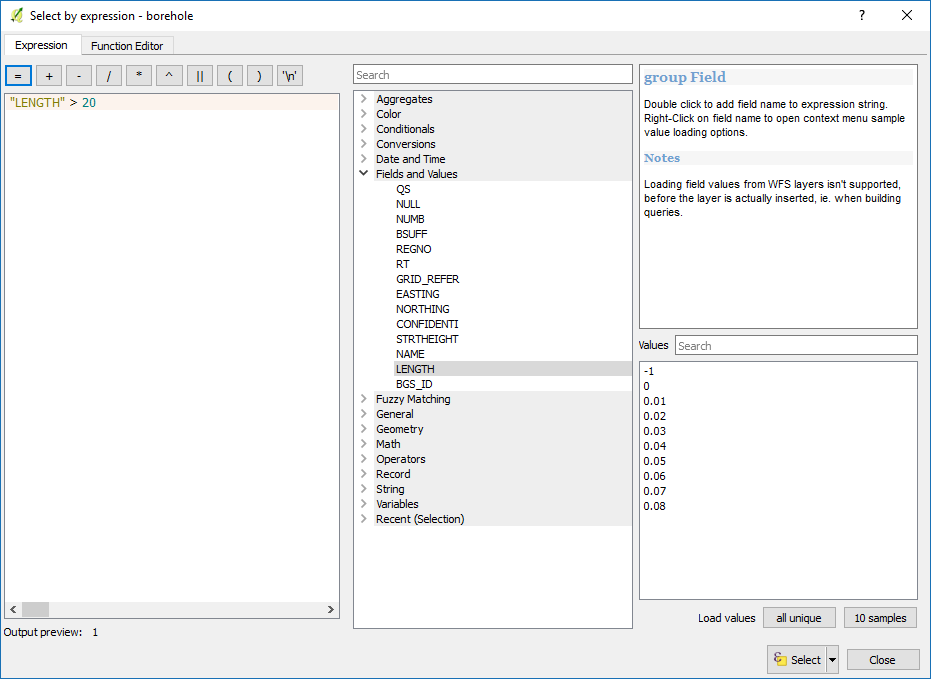 Select by expression - borehole
?
Expression
Function Editor
= + - / * ^ || ( ) '\n'
"LENGTH" > 20
Output preview: 1
Search
Aggregates
Color
Conditionals
Conversions
Date and Time
Fields and Values
QS
NULL
NUMB
BSUFF
REGNO
RT
GRID_REFER
EASTING
NORTHING
CONFIDENTI
STRTHEIGHT
NAME
LENGTH
BGS_ID
Fuzzy Matching
General
Geometry
Math
Operators
Record
String
Variables
Recent (Selection)
group Field
Double click to add field name to expression string.
Right-Click on field name to open context menu sample
value loading options.
Notes
Loading field values from WFS layers isn't supported,
before the layer is actually inserted, ie. when building
queries.
Values
Search
-1
0
0.01
0.02
0.03
0.04
0.05
0.06
0.07
0.08
Load values
all unique
10 samples
Select
Close